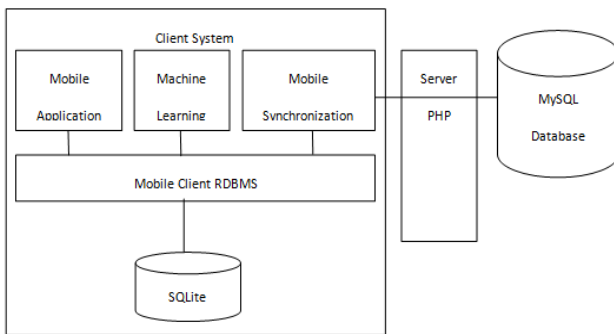 Client System
Mobile
Application
Machine
Learning
Mobile
Synchronization
Server
PHP
MySQL
Database
Mobile Client RDBMS
SQLite